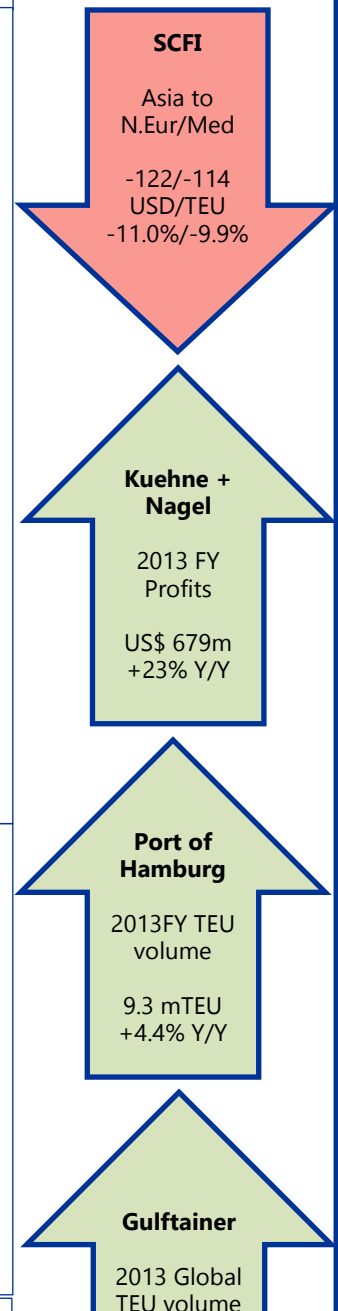 SCFI
Asia to
N.Eur/Med
-122/-114
USD/TEU
-11.0%/-9.9%
Kuehne +
Nagel
2013 FY
Profits
US$ 679m
+23% Y/Y
Port of
Hamburg
2013FY TEU
volume
9.3 mTEU
+4.4% Y/Y
Gulftainer
2013 Global
TEU volume